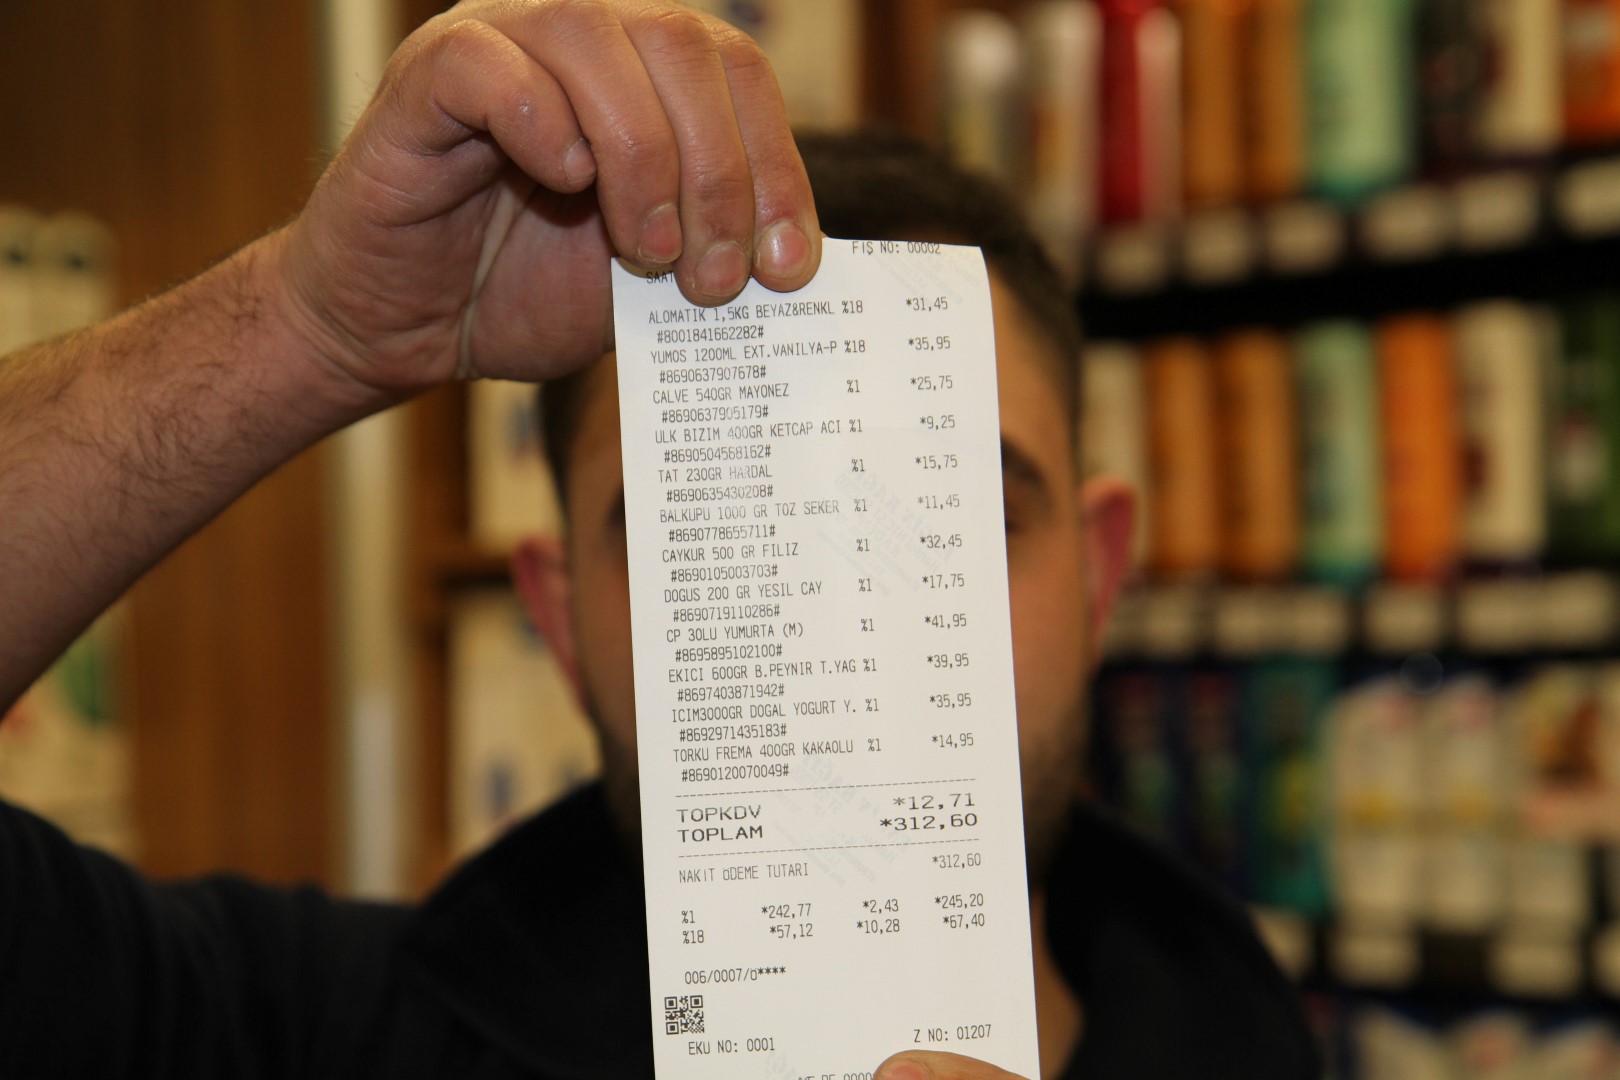 FİŞ NO: 00002
SAAT
ALOMATIK 1,5KG BEYAZ&RENKL %18 *31,45
#8001841662282#
YUMOS 1200ML EXT.VANILYA-P %18 *35,95
#8690637907678#
CALVE 540GR MAYONEZ %1 *25,75
#8690637905179#
ULK BIZIM 400GR KETCAP ACI %1 *9,25
#8690504568162#
TAT 230GR HARDAL %1 *15,75
#8690635430208#
BALKUPU 1000 GR TOZ SEKER %1 *11,45
#8690778655711#
CAYKUR 500 GR FILIZ %1 *32,45
#8690105003703#
DOGUS 200 GR YESIL CAY %1 *17,75
#8690719110286#
CP 30LU YUMURTA (M) %1 *41,95
#8695895102100#
EKICI 600GR B.PEYNIR T.YAG %1 *39,95
#8697403871942#
ICIM3000GR DOGAL YOGURT Y. %1 *35,95
#8692971435183#
TORKU FREMA 400GR KAKAOLU %1 *14,95
#8690120070049#
TOPKDV *12,71
TOPLAM *312,60
NAKİT ÖDEME TUTARI *312,60
%1 *242,77 *2,43 *245,20
%18 *57,12 *10,28 *67,40
006/0007/Ö****
EKU NO: 0001 Z NO: 01207